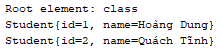 Root element: class
Student{id=1, name=Hoàng Dung}
Student{id=2, name=Quách Tĩnh}